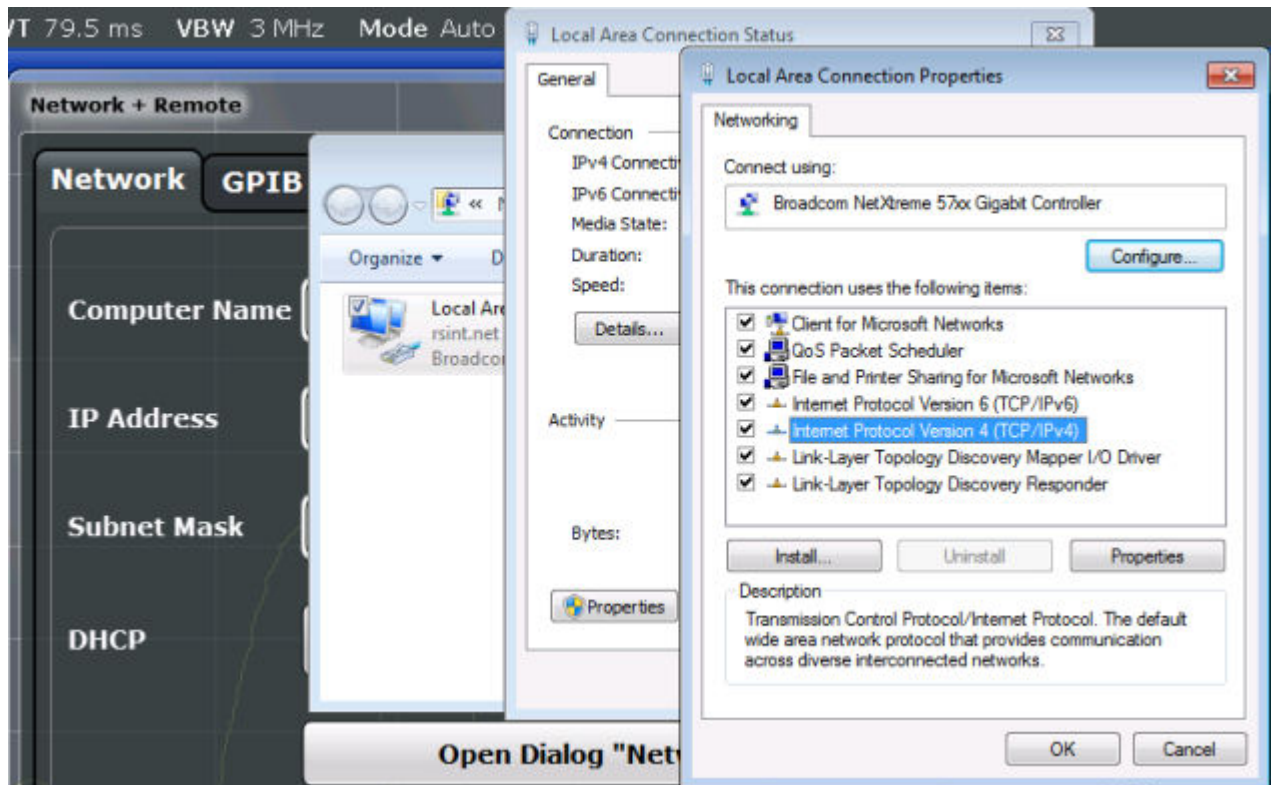 VT 79.5 ms VBW 3 MHz Mode Auto
Network + Remote
Network GPIB
Computer Name
IP Address
Subnet Mask
DHCP
Open Dialog "Net
«
Organize
Local Are
rsint.net
Broadcor
Local Area Connection Status
General
Connection
IPv4 Connecti
IPv6 Connecti
Media State:
Duration:
Speed:
Details...
Activity
Bytes:
Properties
Local Area Connection Properties
Networking
Connect using:
Broadcom NetXtreme 57xx Gigabit Controller
Configure...
This connection uses the following items:
Client for Microsoft Networks
QoS Packet Scheduler
File and Printer Sharing for Microsoft Networks
Internet Protocol Version 6 (TCP/IPv6)
Internet Protocol Version 4 (TCP/IPv4)
Link-Layer Topology Discovery Mapper I/O Driver
Link-Layer Topology Discovery Responder
Install... Uninstall Properties
Description
Transmission Control Protocol/Internet Protocol. The default
wide area network protocol that provides communication
across diverse interconnected networks.
OK Cancel